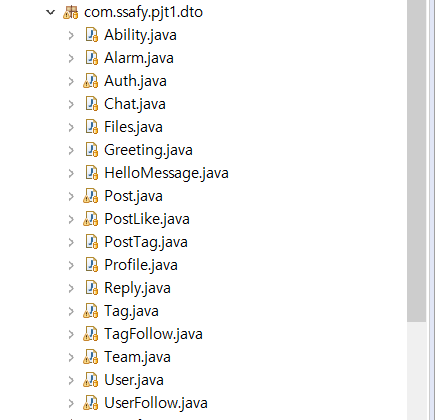 com.ssafy.pjt1.dto
Ability.java
Alarm.java
Auth.java
Chat.java
Files.java
Greeting.java
HelloMessage.java
Post.java
PostLike.java
PostTag.java
Profile.java
Reply.java
Tag.java
TagFollow.java
Team.java
User.java
UserFollow.java